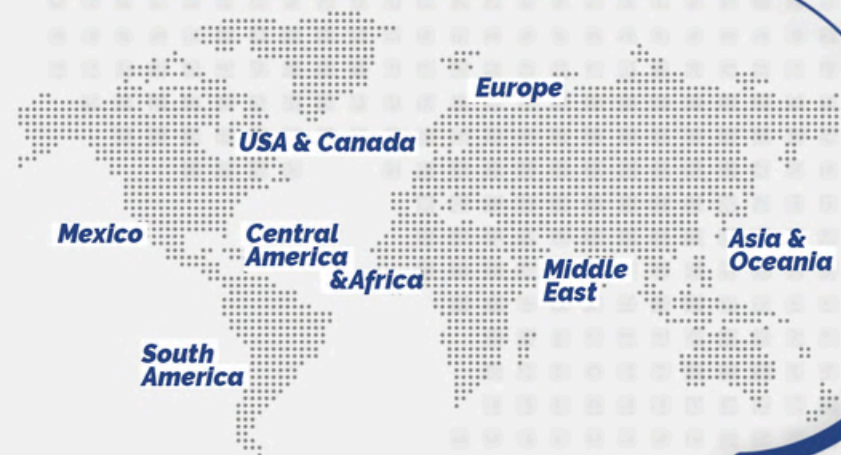 Europe
USA & Canada
Mexico
Central
America
&Africa
Middle
East
Asia &
Oceania
South
America